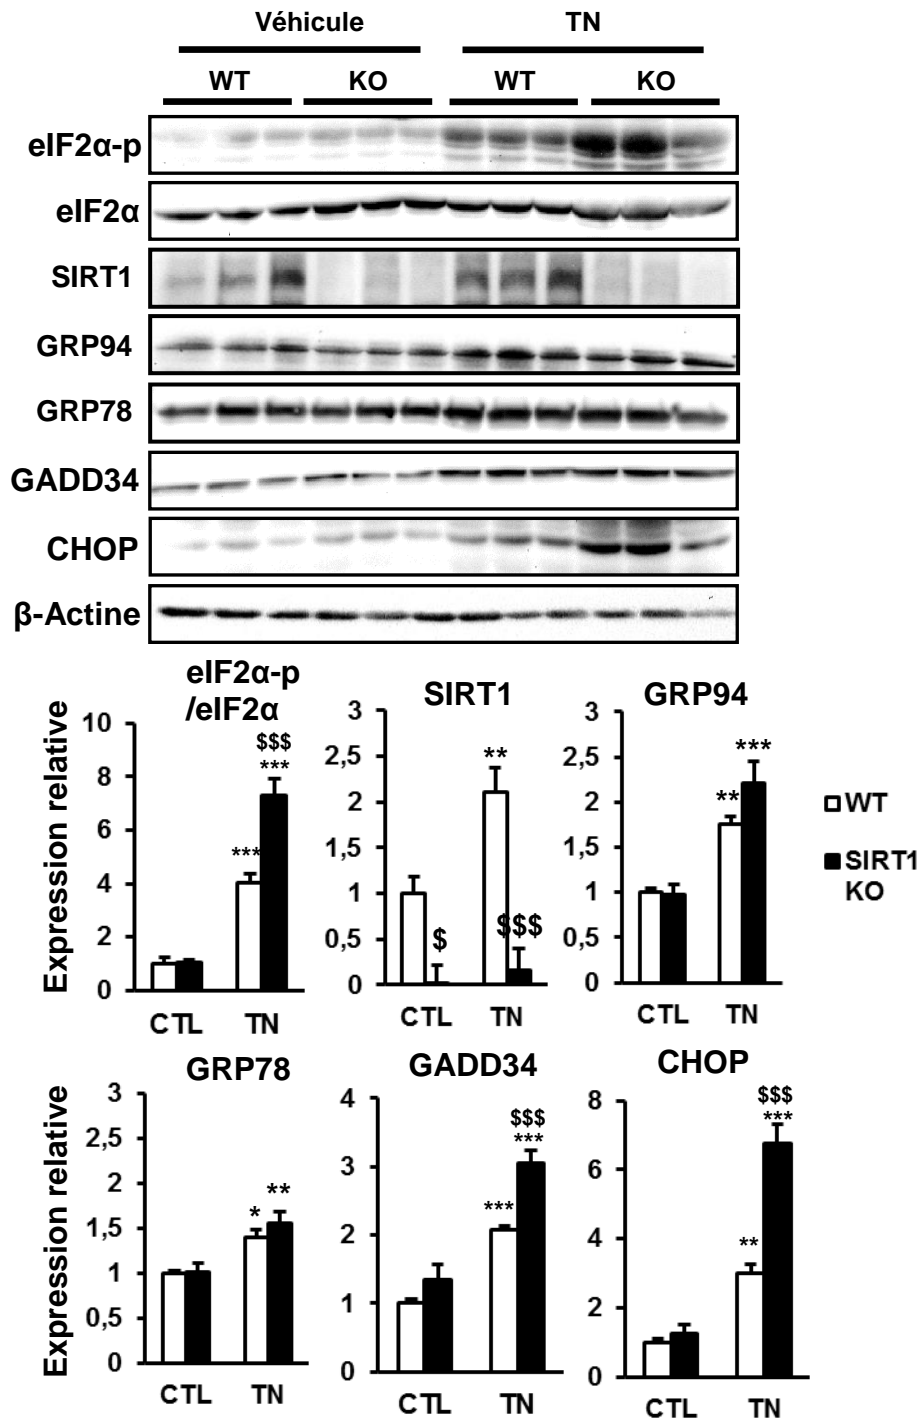 Véhicule TN
WT KO WT KO
eIF2α-p
eIF2α
SIRT1
GRP94
GRP78
GADD34
CHOP
β-Actine
eIF2α-p
/eIF2α
SIRT1
GRP94
Expression relative
10
8
6
4
2
0
***
$$$
***
CTL TN
3
2,5
2
1,5
1
0,5
0
$
**
$$$
CTL TN
3
2,5
2
1,5
1
0,5
0
**
***
CTL TN
WT
SIRT1
KO
GRP78
GADD34
CHOP
Expression relative
3
2,5
2
1,5
1
0,5
0
*
**
CTL TN
4
3
2
1
0
***
$$$
***
CTL TN
8
6
4
2
0
**
$$$
***
CTL TN